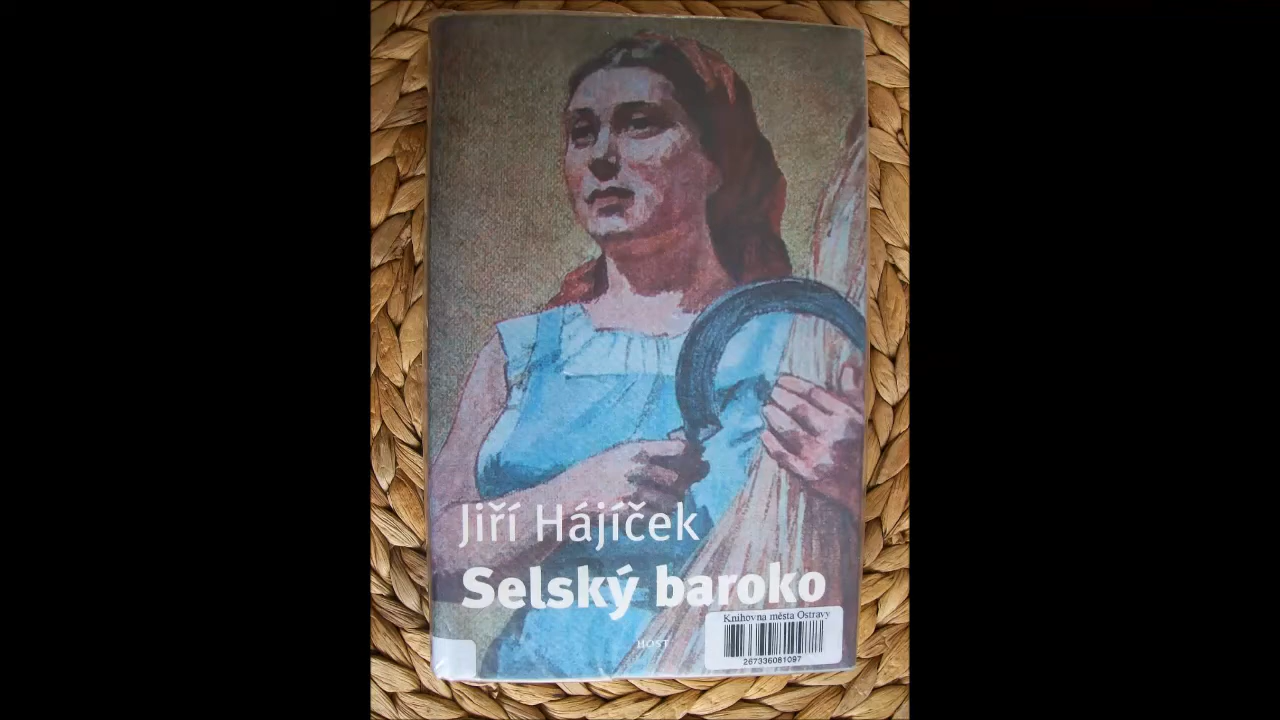 Jiří Hájíček
Selský baroko
HOST
Knihovna města Ostravy
267336081097